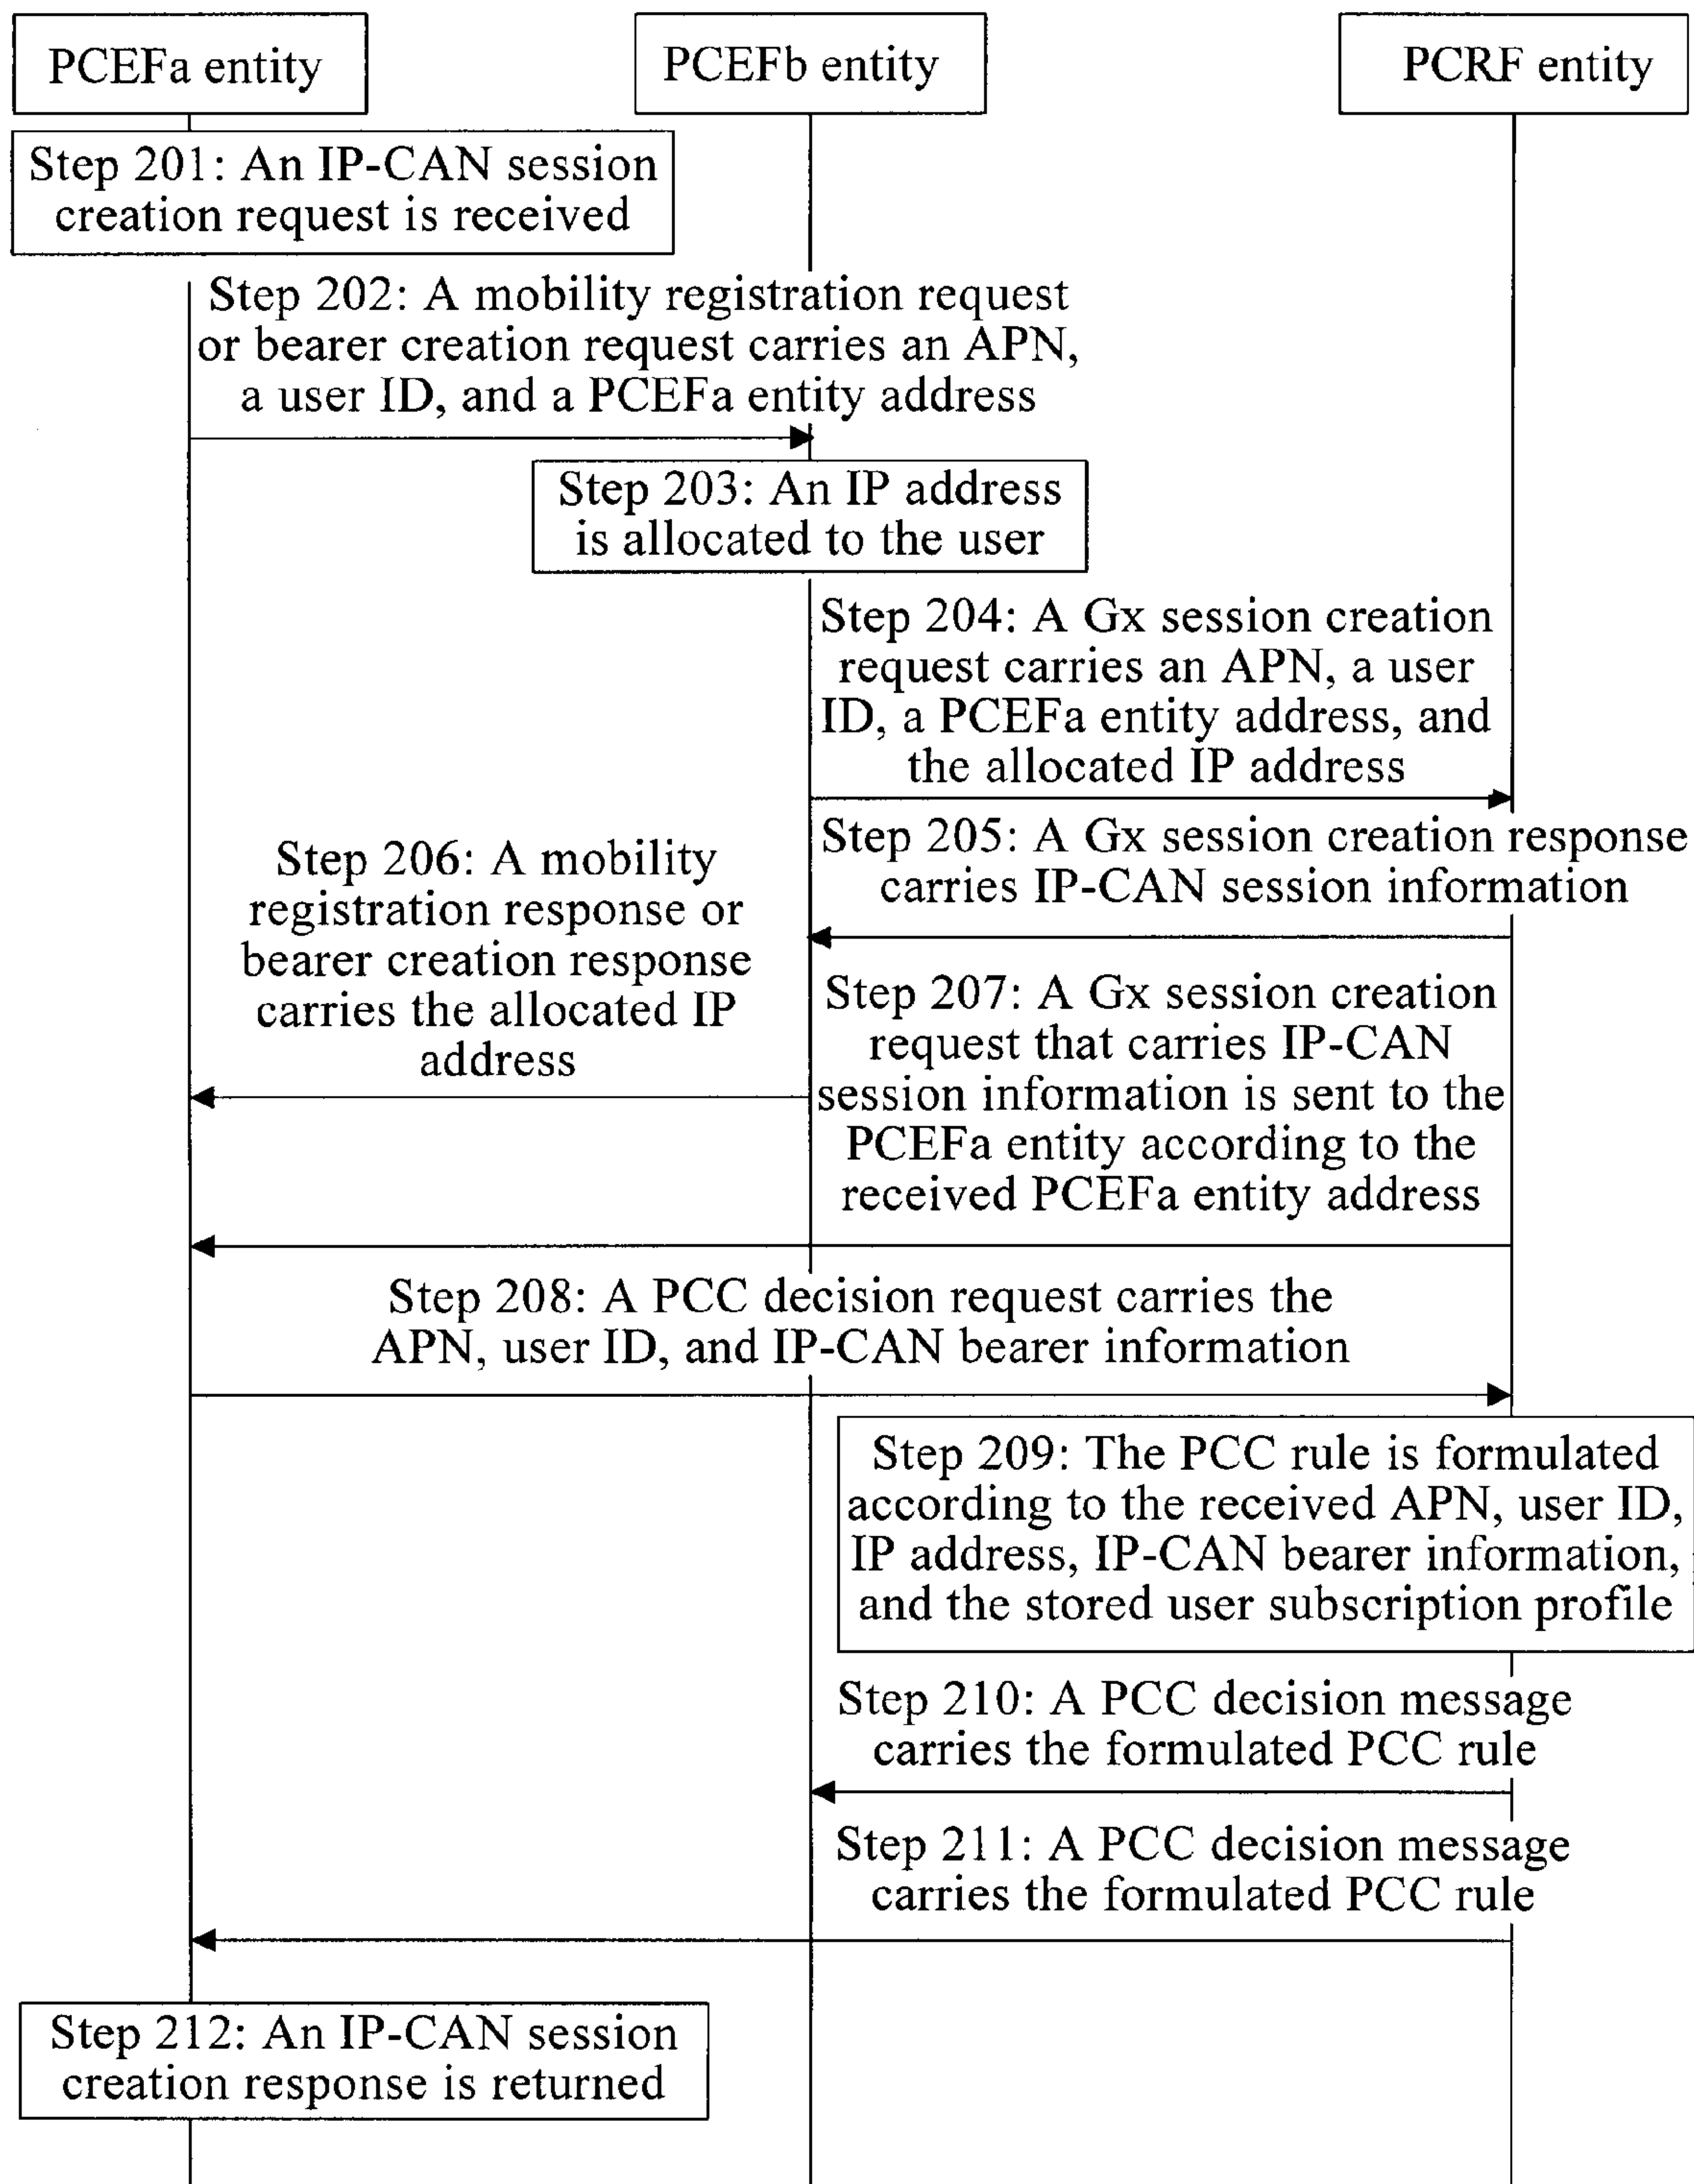 PCEFa entity
PCEFb entity
PCRF entity
Step 201: An IP-CAN session
creation request is received
Step 202: A mobility registration request
or bearer creation request carries an APN,
a user ID, and a PCEFa entity address
Step 203: An IP address
is allocated to the user
Step 204: A Gx session creation
request carries an APN, a user
ID, a PCEFa entity address, and
the allocated IP address
Step 205: A Gx session creation response
carries IP-CAN session information
Step 206: A mobility
registration response or
bearer creation response
carries the allocated IP
address
Step 207: A Gx session creation
request that carries IP-CAN
session information is sent to the
PCEFa entity according to the
received PCEFa entity address
Step 208: A PCC decision request carries the
APN, user ID, and IP-CAN bearer information
Step 209: The PCC rule is formulated
according to the received APN, user ID,
IP address, IP-CAN bearer information,
and the stored user subscription profile
Step 210: A PCC decision message
carries the formulated PCC rule
Step 211: A PCC decision message
carries the formulated PCC rule
Step 212: An IP-CAN session
creation response is returned